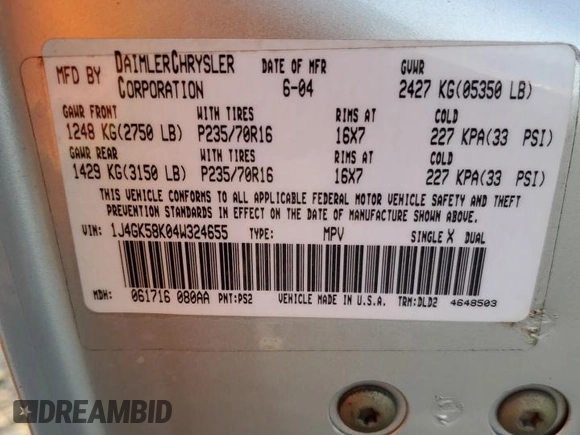 MFD BY DAIMLERCHRYSLER CORPORATION DATE OF MFR 6-04 GVWR 2427 KG(05350 LB)
GAWR FRONT WITH TIRES RIMS AT COLD
1248 KG(2750 LB) P235/70R16 16X7 227 KPA(33 PSI)
GAWR REAR WITH TIRES RIMS AT COLD
1429 KG(3150 LB) P235/70R16 16X7 227 KPA(33 PSI)
THIS VEHICLE CONFORMS TO ALL APPLICABLE FEDERAL MOTOR VEHICLE SAFETY AND THEFT
PREVENTION STANDARDS IN EFFECT ON THE DATE OF MANUFACTURE SHOWN ABOVE.
VIN: 1J4GK58K04W324655 TYPE: MPV SINGLE X DUAL
MDH: 061716 080AA PNT:PS2 VEHICLE MADE IN U.S.A. TRM:DLD2 4648503
DREAMBID